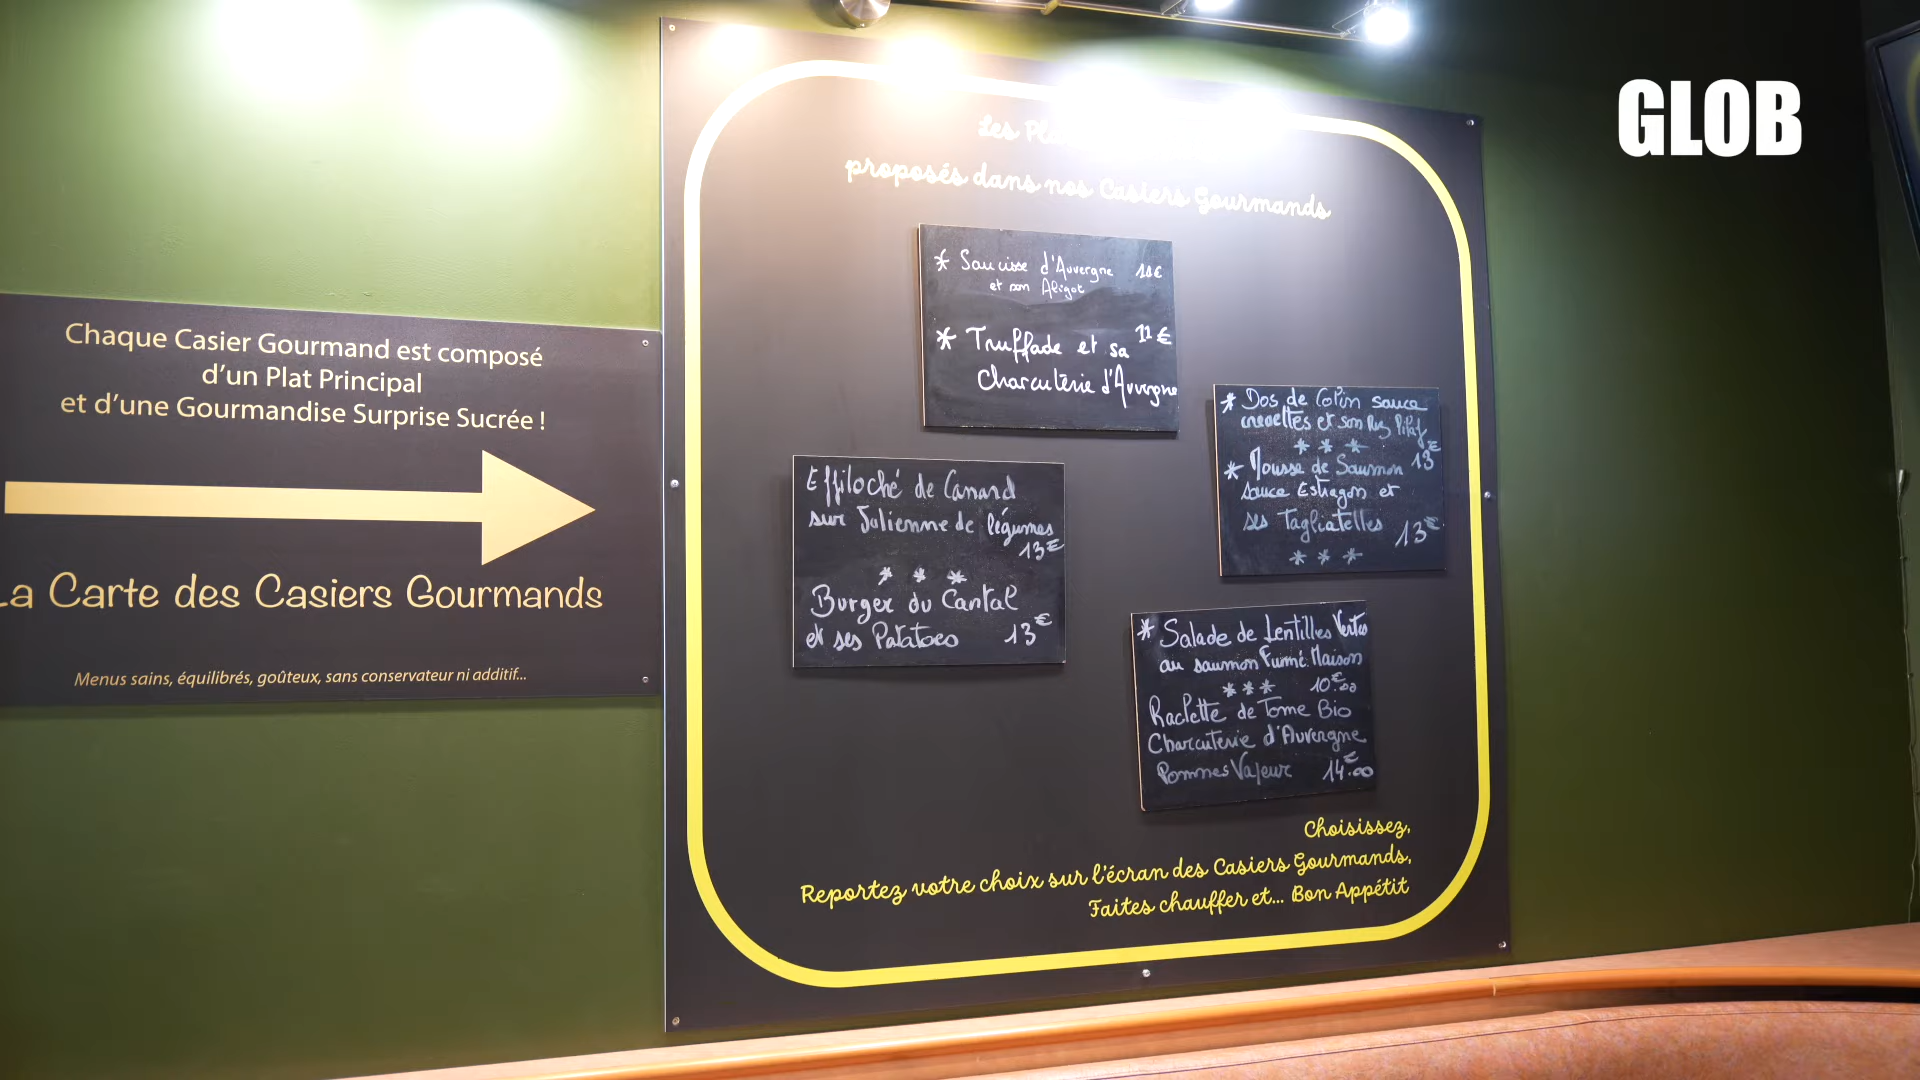 GLOB
Chaque Casier Gourmand est composé
d'un Plat Principal
et d'une Gourmandise Surprise Sucrée !
La Carte des Casiers Gourmands
Menus sains, équilibrés, goûteux, sans conservateur ni additif...
Les
proposés dans nos Casiers Gourmands
* Saucisse d'Auvergne 11€
et son Aligot
* Truffade et sa 11€
Charcuterie d'Auvergne
* Dos de Colin sauce
crevettes et son Riz Pilaf
* * * 13€
* Mousse de Saumon
sauce Estragon et
ses Tagliatelles 13€
* * *
Effiloché de Canard
sur Julienne de légumes
13€
* * *
Burger du Cantal
et ses Patatoes 13€
* Salade de Lentilles Vertes
au saumon Fumé Maison
* * * 10€.00
Raclette de Tome Bio
Charcuterie d'Auvergne
Pommes Vapeur 14€.00
Choisissez,
Reportez votre choix sur l'écran des Casiers Gourmands,
Faites chauffer et... Bon Appétit